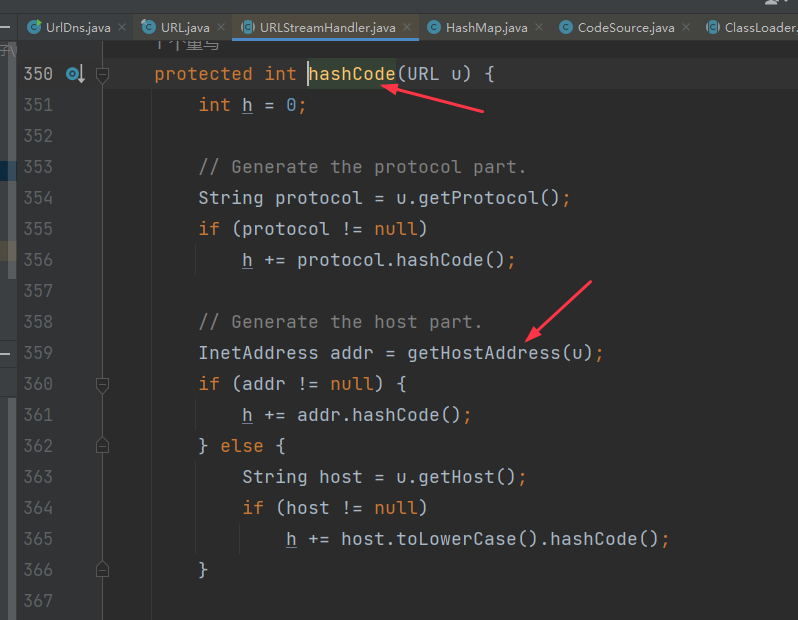 UrlDns.java URL.java URLStreamHandler.java HashMap.java CodeSource.java ClassLoader.
个重写
350 protected int hashCode(URL u) {
351 int h = 0;
352
353 // Generate the protocol part.
354 String protocol = u.getProtocol();
355 if (protocol != null)
356 h += protocol.hashCode();
357
358 // Generate the host part.
359 InetAddress addr = getHostAddress(u);
360 if (addr != null) {
361 h += addr.hashCode();
362 } else {
363 String host = u.getHost();
364 if (host != null)
365 h += host.toLowerCase().hashCode();
366 }
367